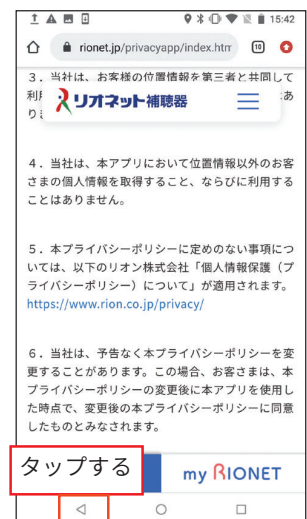 15:42
rionet.jp/privacyapp/index.htm
10
3．当社は、お客様の位置情報を第三者と共同して
利
あ
り
リオネット補聴器
4．当社は、本アプリにおいて位置情報以外のお客
さまの個人情報を取得すること、ならびに利用する
ことはありません。
5．本プライバシーポリシーに定めのない事項につ
いては、以下のリオン株式会社「個人情報保護（プ
ライバシーポリシー）について」が適用されます。
https://www.rion.co.jp/privacy/
6．当社は、予告なく本プライバシーポリシーを変
更することがあります。この場合、お客さまは、本
プライバシーポリシーの変更後に本アプリを使用し
た時点で、変更後の本プライバシーポリシーに同意
したものとみなされます。
タップする
my RIONET